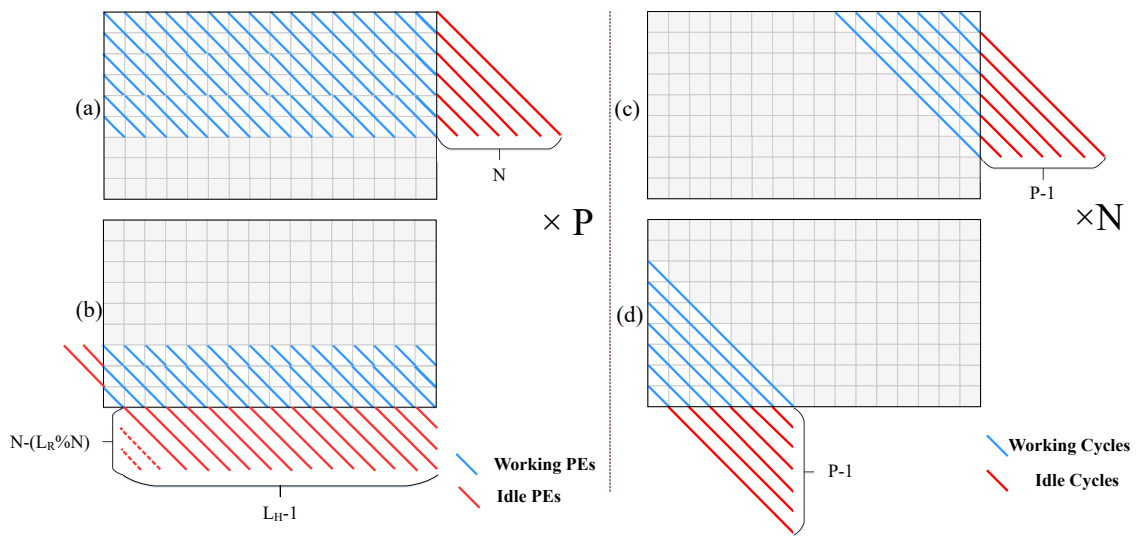 (a)
N
× P
(b)
N-(L_R%N)
L_H-1
Working PEs
Idle PEs
(c)
P-1
×N
(d)
P-1
Working Cycles
Idle Cycles